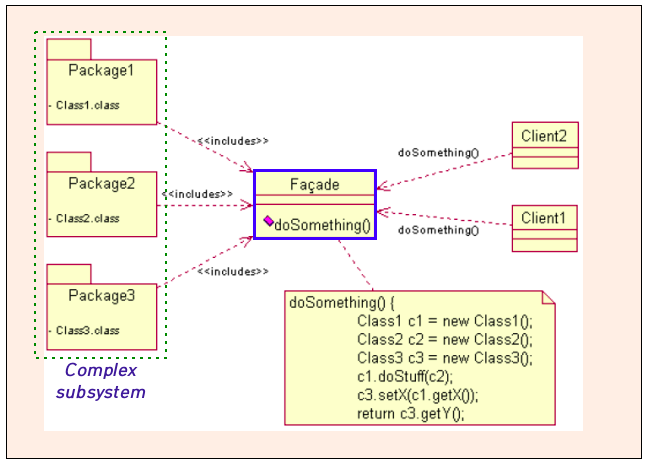 Package1
- Class1.class
<<includes>>
Package2
- Class2.class
<<includes>>
Package3
- Class3.class
<<includes>>
Complex
subsystem
Façade
doSomething()
Client2
doSomething()
Client1
doSomething()
doSomething() {
Class1 c1 = new Class1();
Class2 c2 = new Class2();
Class3 c3 = new Class3();
c1.doStuff(c2);
c3.setX(c1.getX());
return c3.getY();